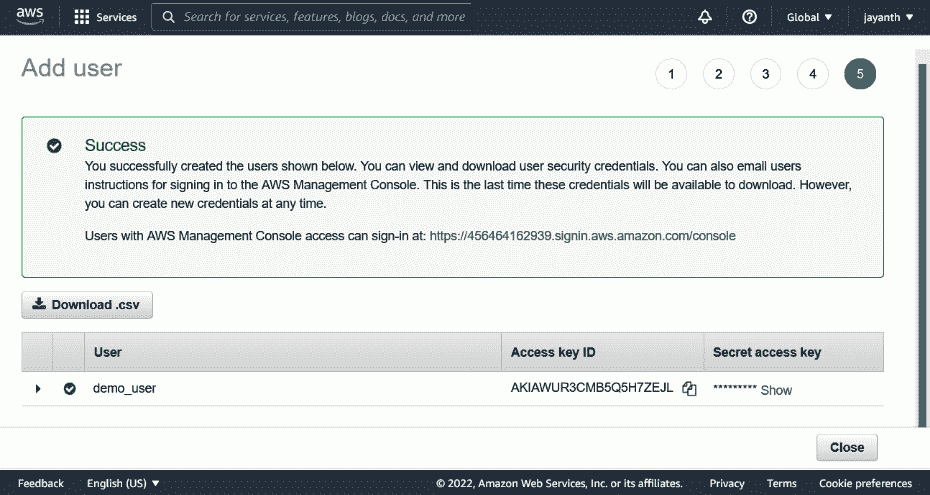 aws Services Search for services, features, blogs, docs, and more Global ▼ jayanth ▼
Add user 1 2 3 4 5
Success
You successfully created the users shown below. You can view and download user security credentials. You can also email users
instructions for signing in to the AWS Management Console. This is the last time these credentials will be available to download. However,
you can create new credentials at any time.
Users with AWS Management Console access can sign-in at: https://456464162939.signin.aws.amazon.com/console
Download .csv
User Access key ID Secret access key
demo_user AKIAWUR3CMB5Q5H7ZEJL ********* Show
Close
Feedback English (US) ▼ © 2022, Amazon Web Services, Inc. or its affiliates. Privacy Terms Cookie preferences